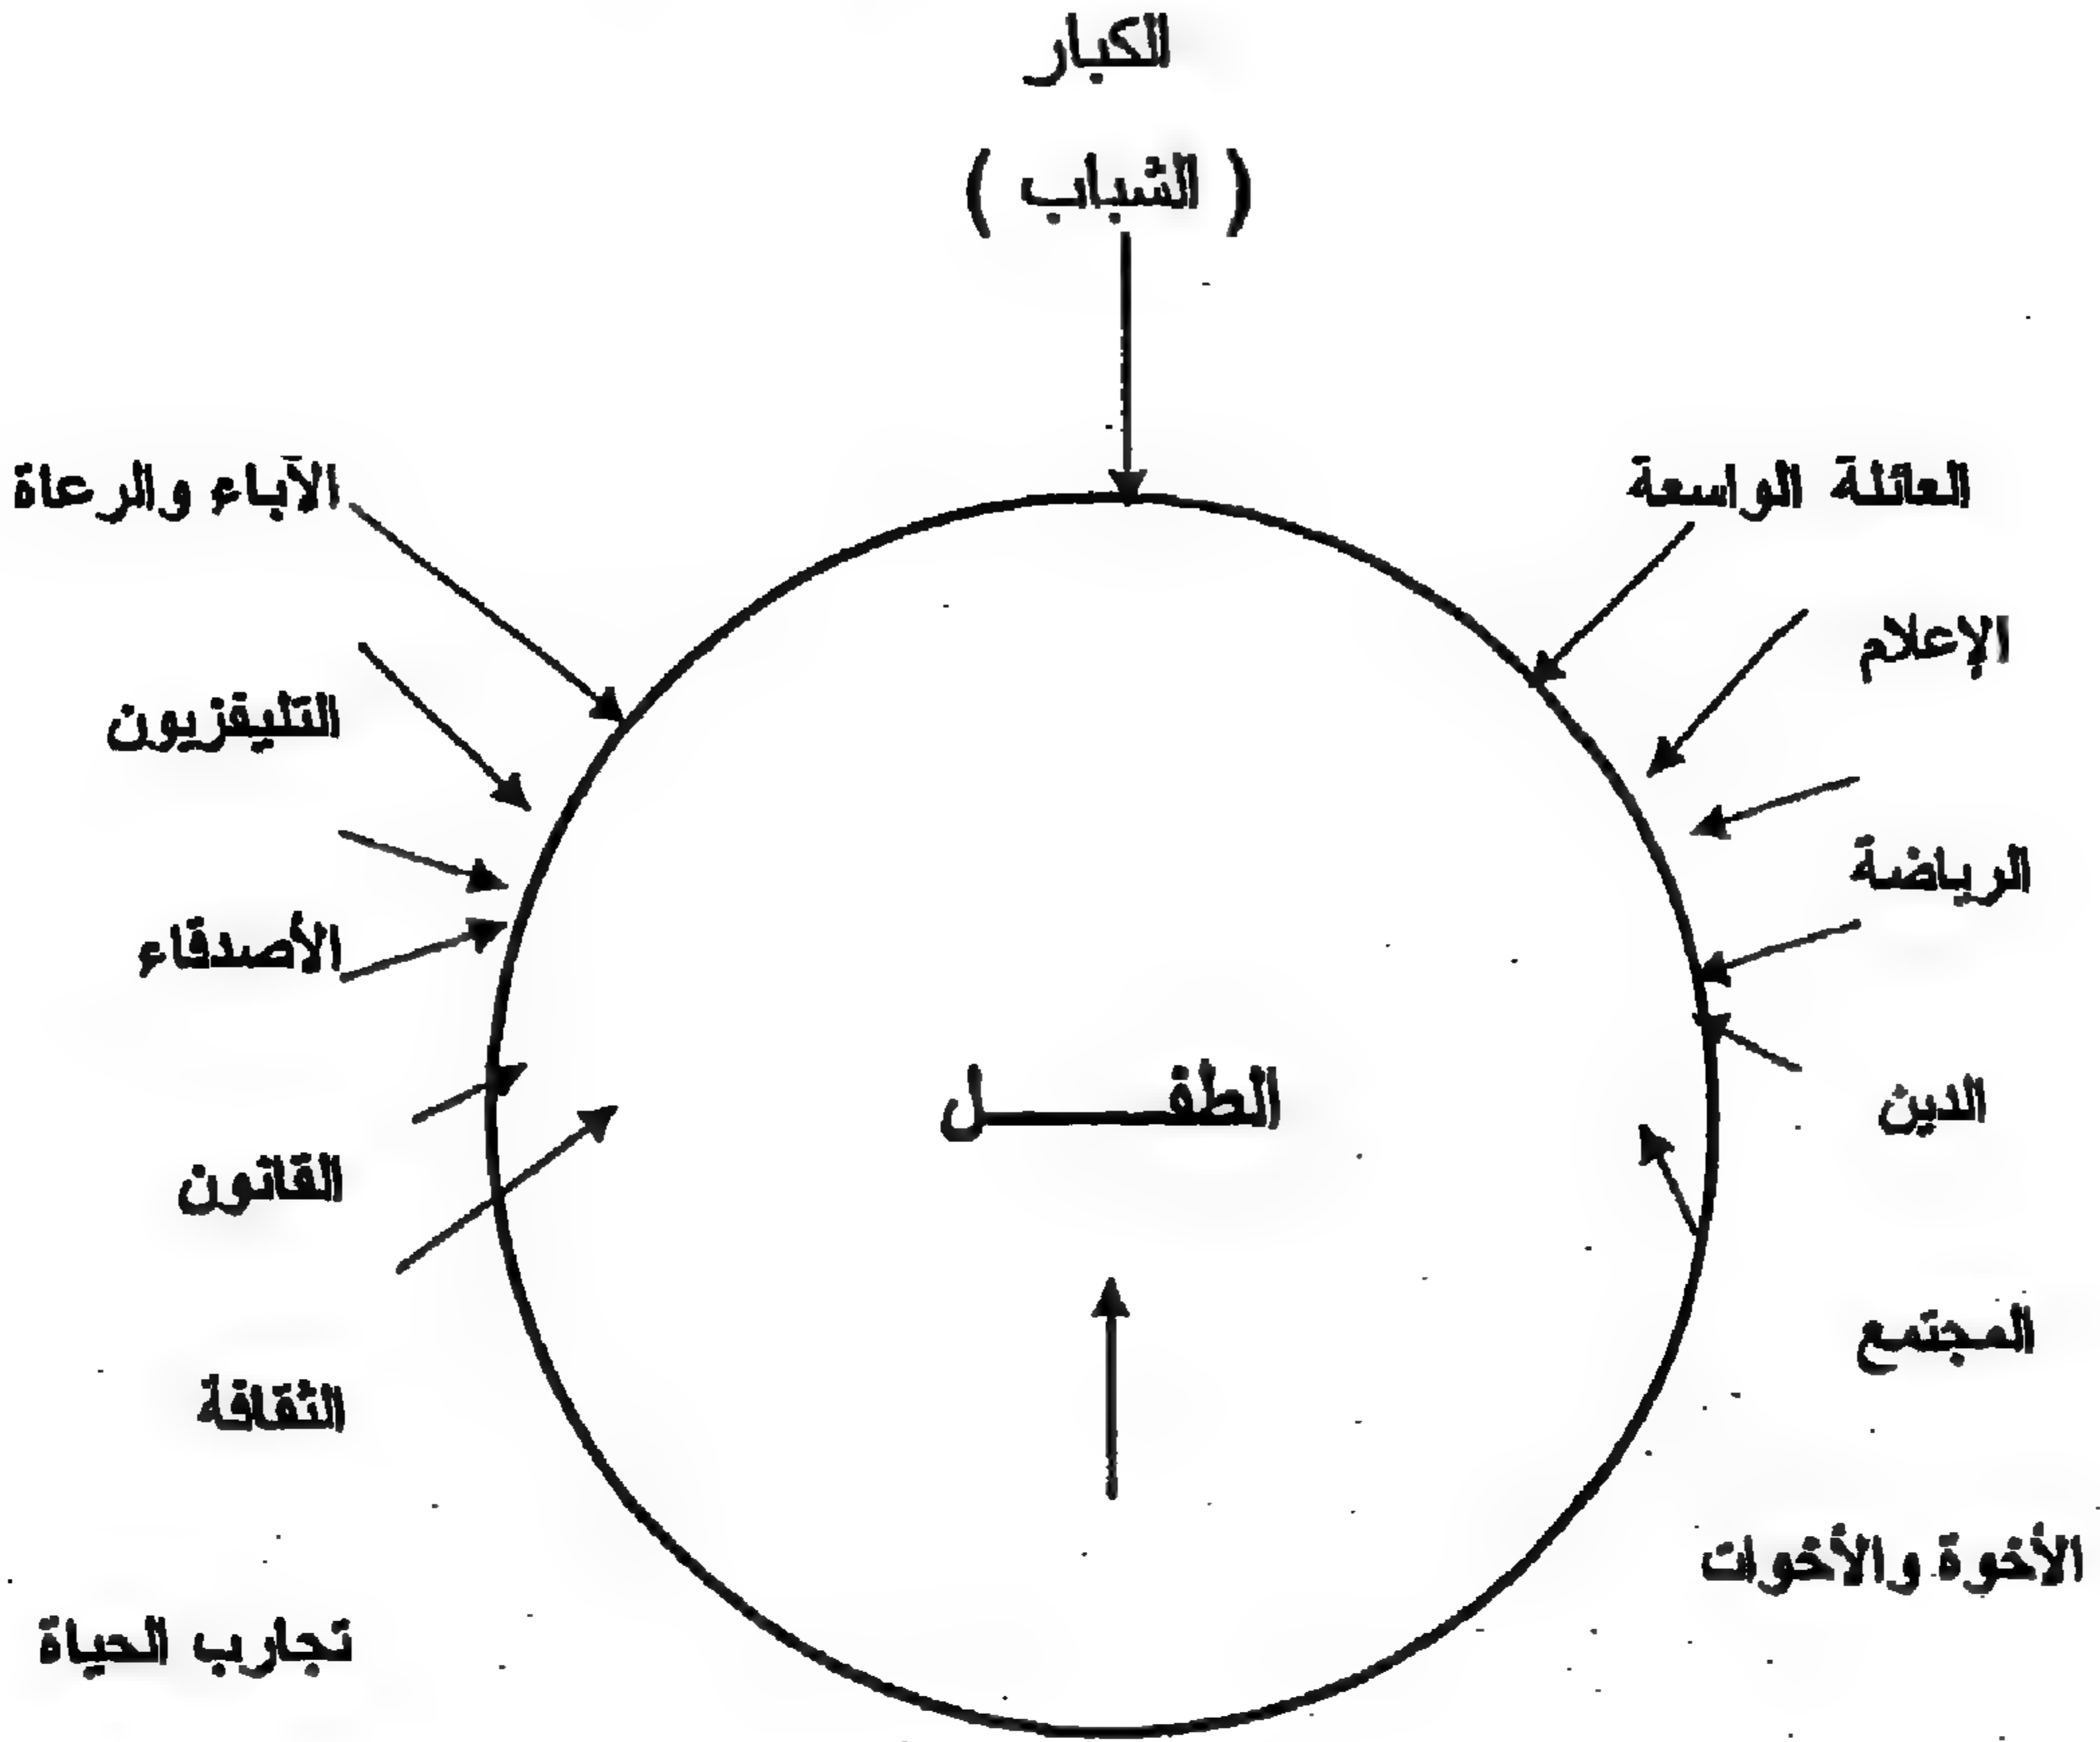 الكبار
( الشباب )
العائلة الواسعة
الآباء والرعاة
الإعلام
التليفزيون
الرياضة
الأصدقاء
الدين
الطفـــــل
القانون
المجتمع
الثقافة
الأخوة والأخوات
تجارب الحياة